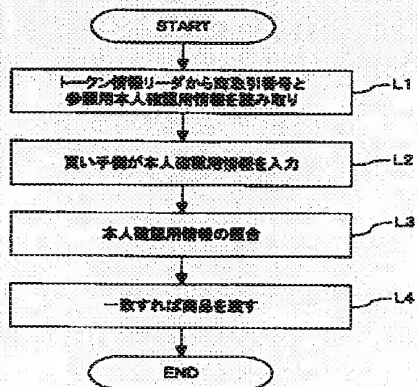 START
トークン情報リーダから商取引番号と
参照用本人確認用情報を読み取り
L1
買い手側が本人確認用情報を入力
L2
本人確認用情報の照合
L3
一致すれば商品を渡す
L4
END